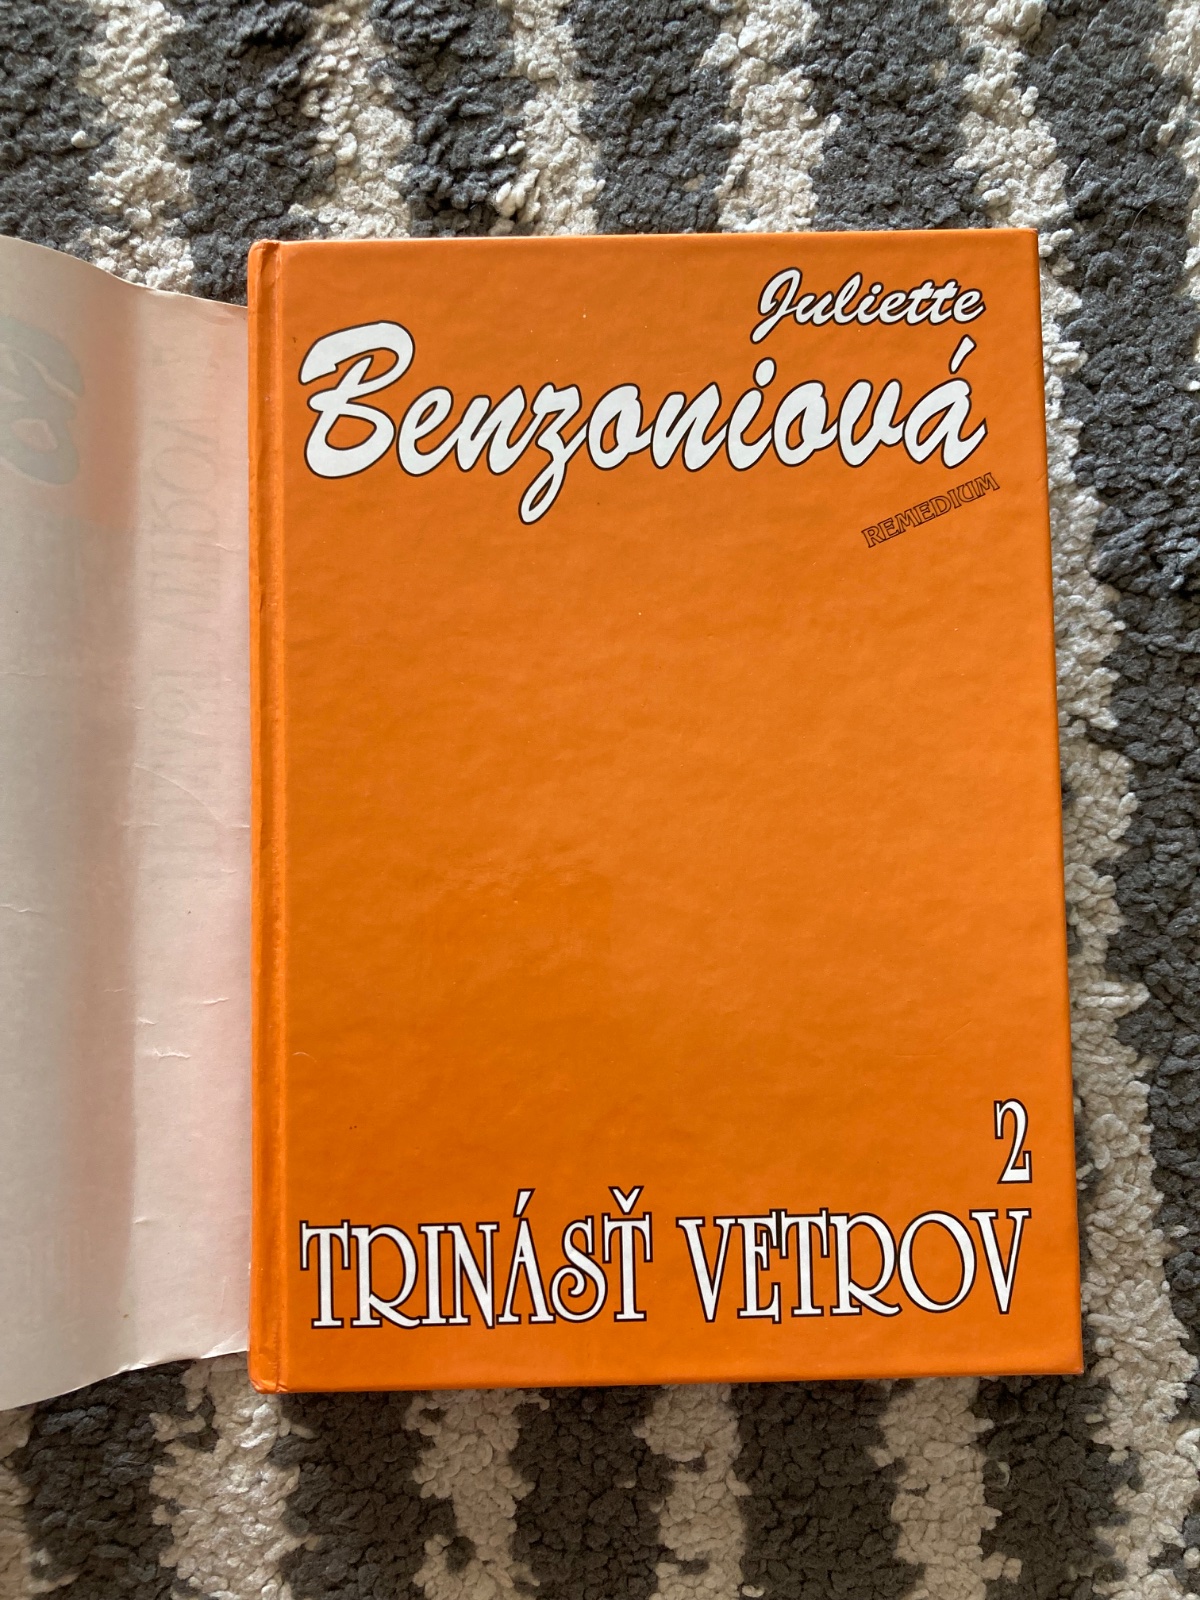 Juliette
Benzoniová
REMEDIUM
2
TRINÁSŤ VETROV